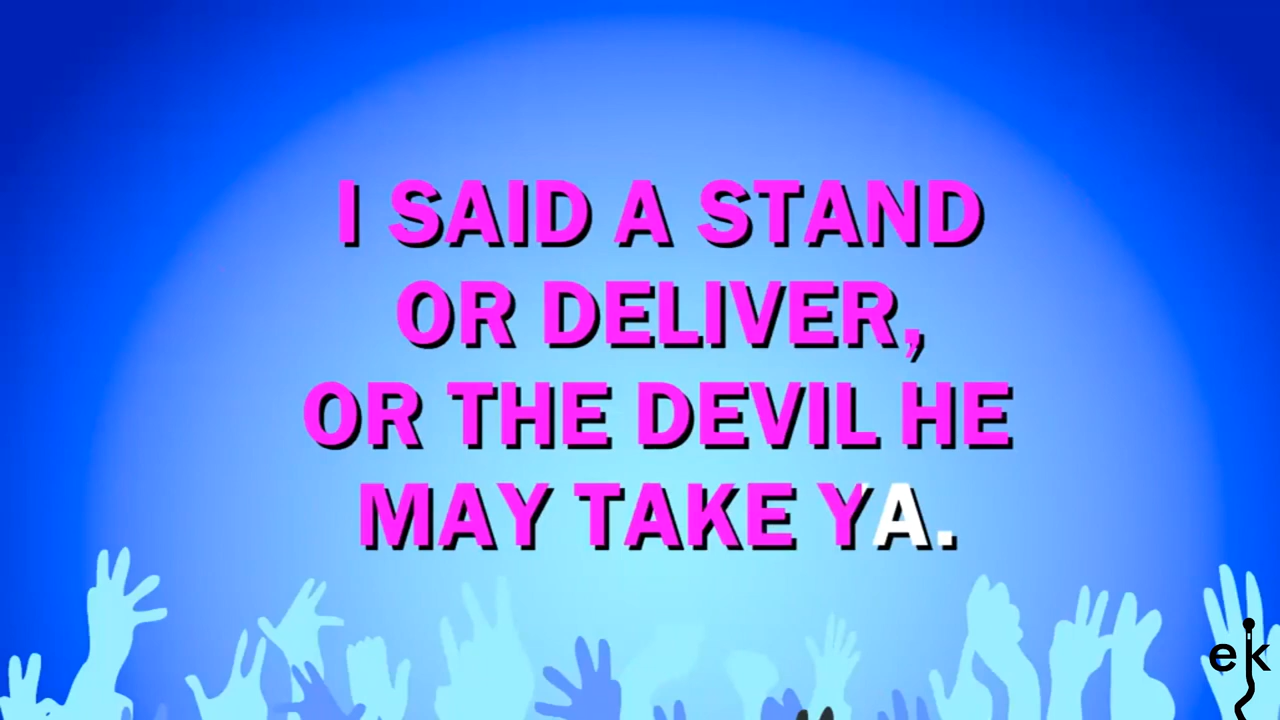 I SAID A STAND
OR DELIVER,
OR THE DEVIL HE
MAY TAKE YA.
ek